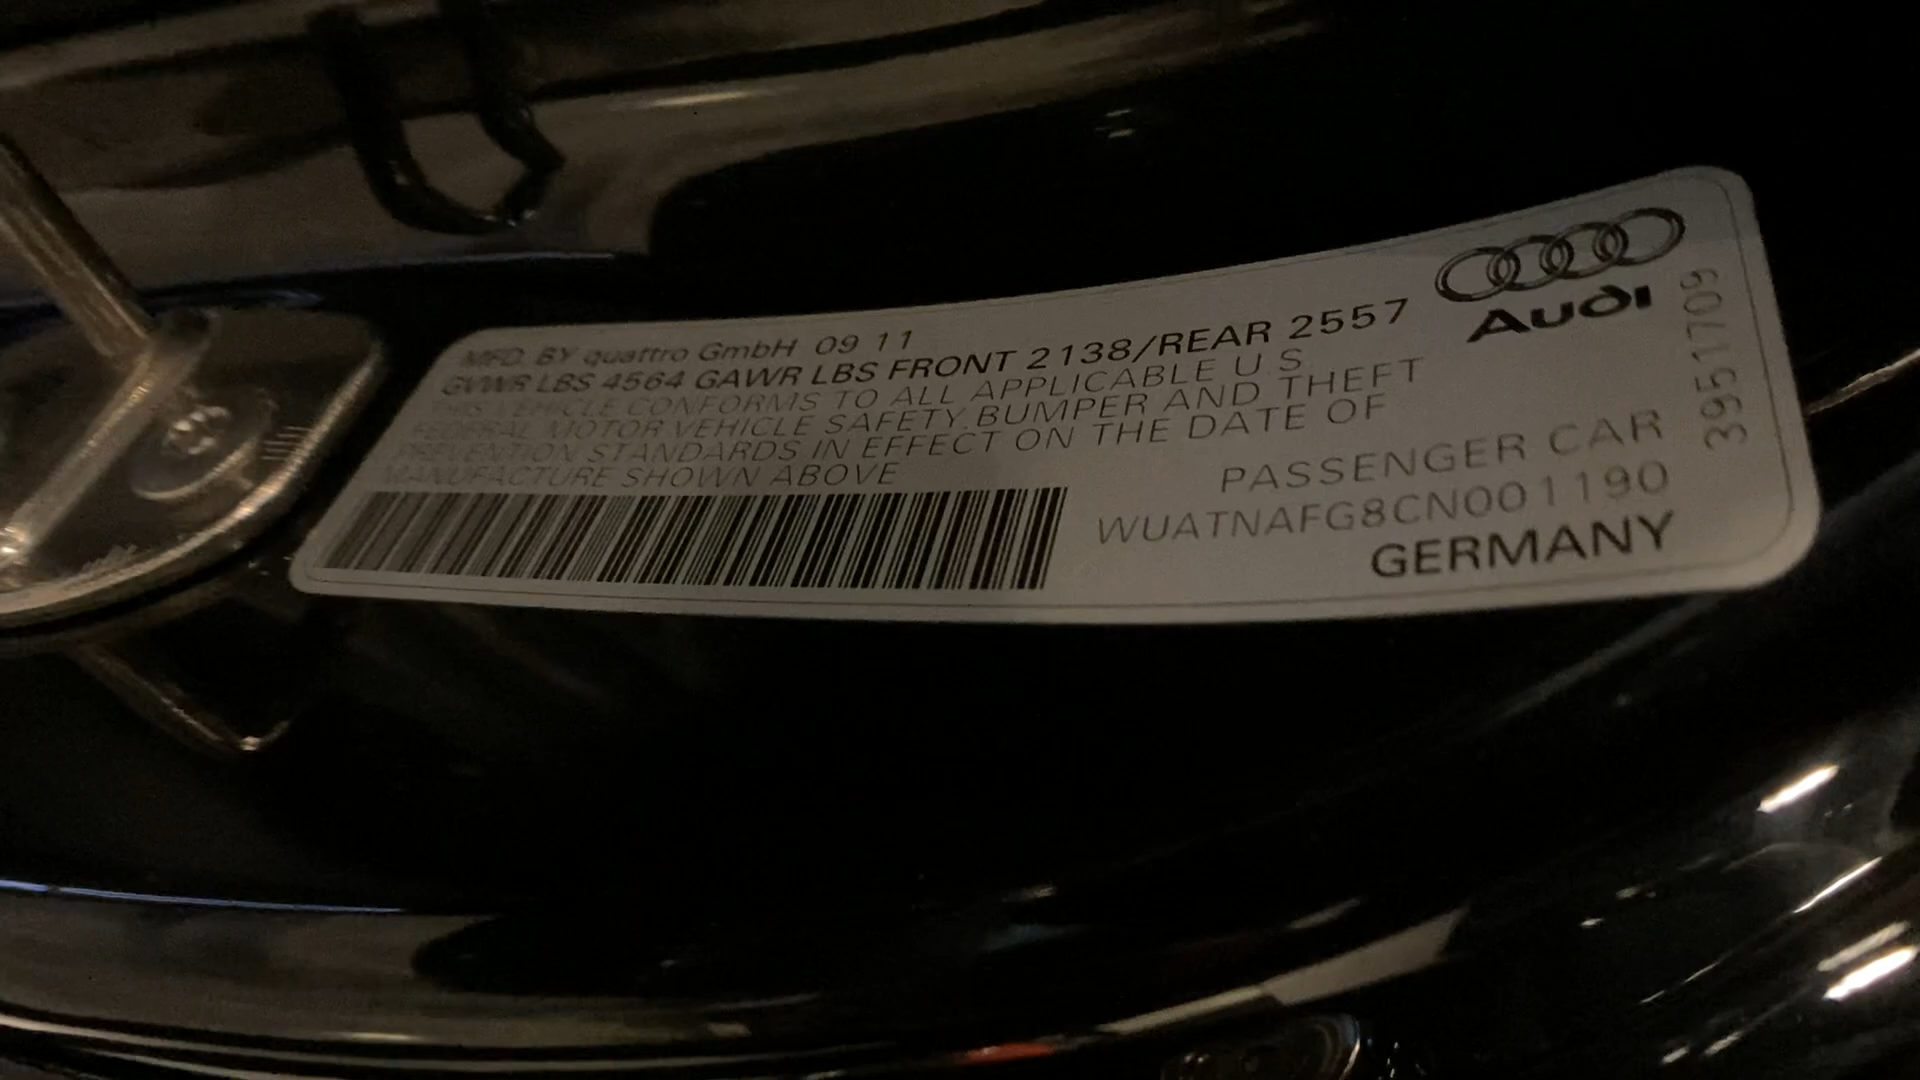 MFD. BY quattro GmbH 09 11
GVWR LBS 4564 GAWR LBS FRONT 2138/REAR 2557
THIS VEHICLE CONFORMS TO ALL APPLICABLE U S
FEDERAL MOTOR VEHICLE SAFETY. BUMPER AND THEFT
PREVENTION STANDARDS IN EFFECT ON THE DATE OF
MANUFACTURE SHOWN ABOVE
PASSENGER CAR
WUATNAFG8CN001190
GERMANY
Audi
3951709